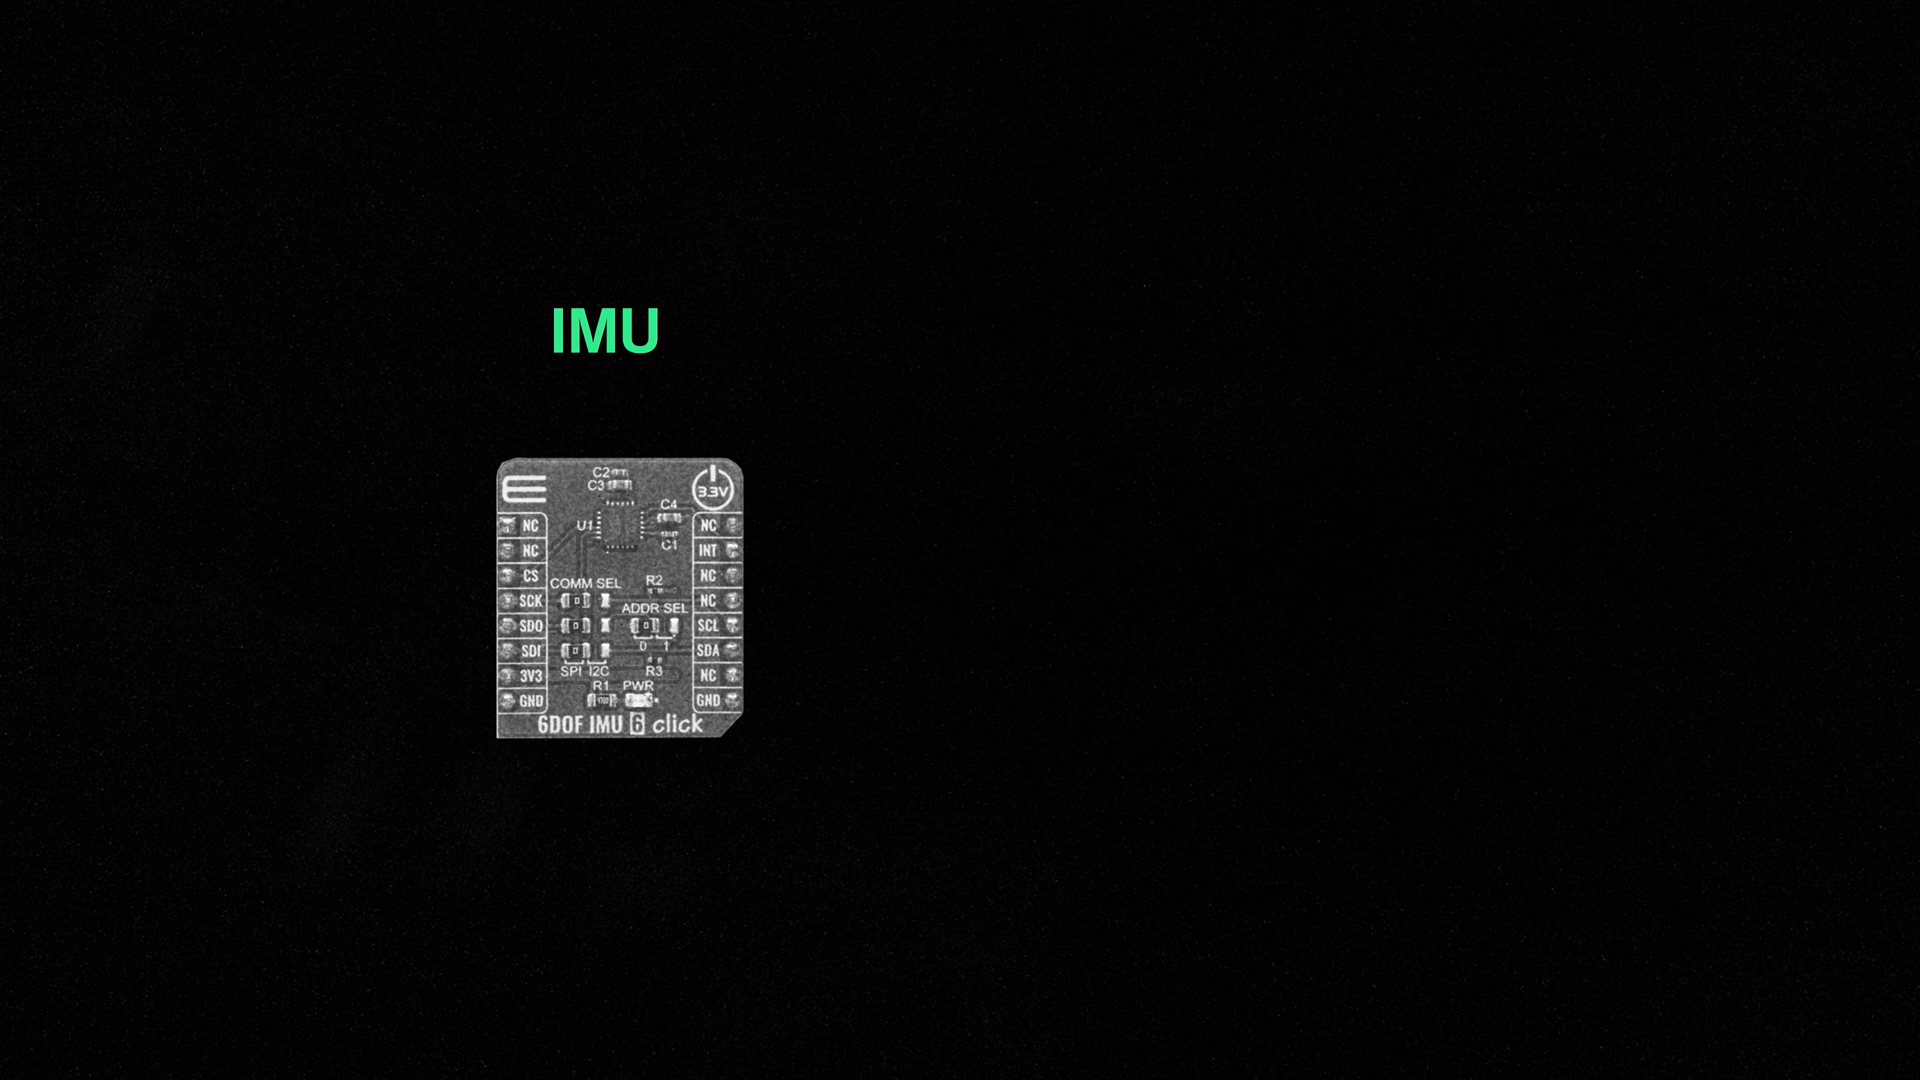 IMU
C2
C3
3.3V
C4
U1
C1
NC NC
NC INT
CS NC
COMM SEL R2
SCK NC
ADDR SEL
SDO SCL
0 1
SDI SDA
SPI I2C R3
3V3 NC
R1 PWR
GND GND
6DOF IMU 6 click